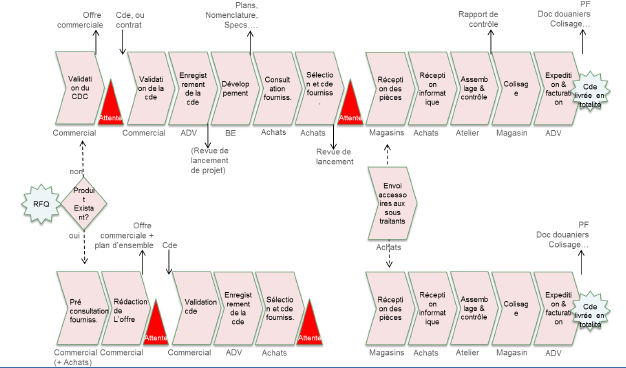 Offre
commerciale
Cde, ou
contrat
Plans,
Nomenclature,
Specs….
Rapport de
contrôle
PF
Doc douaniers
Colisage…
Validati
on du
CDC
Attente
Validati
on de la
cde
Enregist
rement
de la
cde
Dévelop
pement
Consult
ation
fourniss.
Sélectio
n et cde
fourniss
.
Attente
Récepti
on des
pièces
Récepti
on
informat
ique
Assemb
lage &
contrôle
Colisag
e
Expediti
on &
facturati
on
Cde
livrée en
totalité
Commercial
Commercial
ADV
BE
Achats
Achats
Magasins
Achats
Atelier
Magasin
ADV
(Revue de
lancement
de projet)
Revue de
lancement
non
RFQ
Produi
t
Exista
nt?
oui
Envoi
accesso
ires aux
sous
traitants
Achats
Offre
commerciale +
plan d’ensemble
Cde
PF
Doc douaniers
Colisage…
Pré
consultation
fourniss.
Rédaction
de
L’offre
Attente
Validation
cde
Enregist
rement
de la
cde
Sélectio
n et cde
fourniss.
Attente
Récepti
on des
pièces
Récepti
on
informat
ique
Assemb
lage &
contrôle
Colisag
e
Expediti
on &
facturati
on
Cde
livrée en
totalité
Commercial
(+ Achats)
Commercial
Commercial
ADV
Achats
Magasins
Achats
Atelier
Magasin
ADV